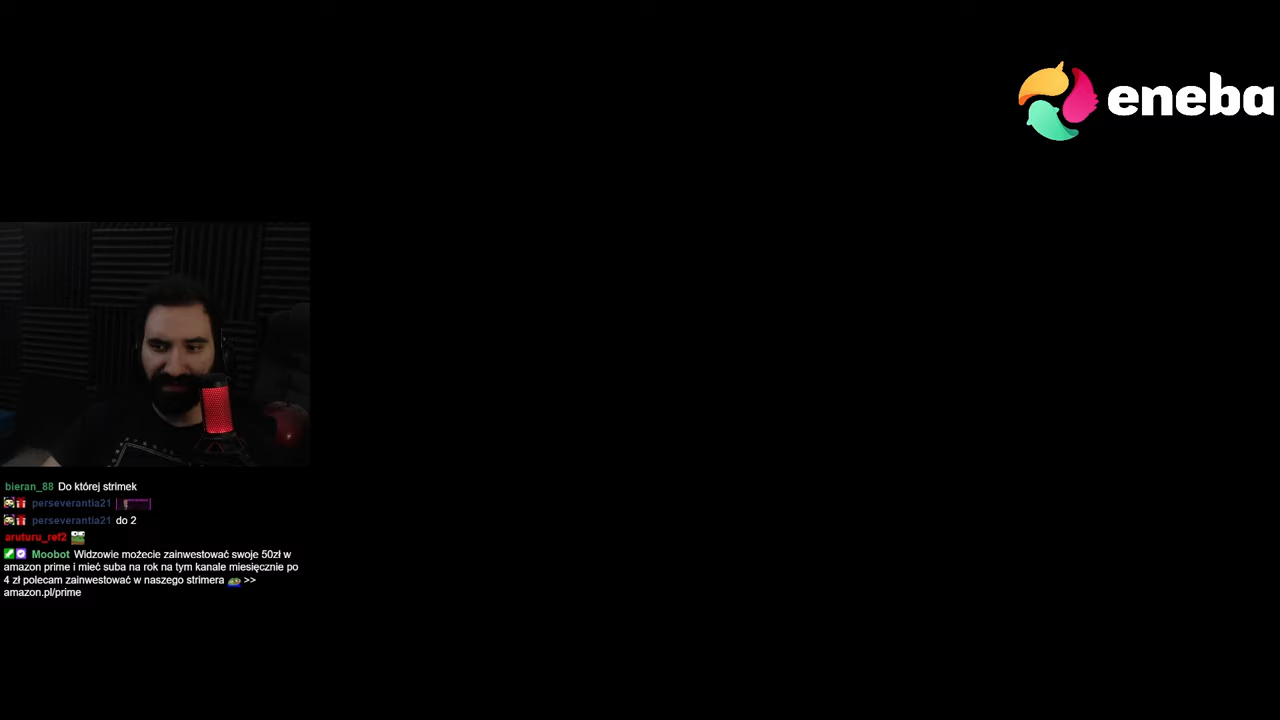 eneba
bieran_88 Do której strimek
perseverantia21
perseverantia21 do 2
aruturu_ref2
Moobot Widzowie możecie zainwestować swoje 50zł w
amazon prime i mieć suba na rok na tym kanale miesięcznie po
4 zł polecam zainwestować w naszego strimera >>
amazon.pl/prime